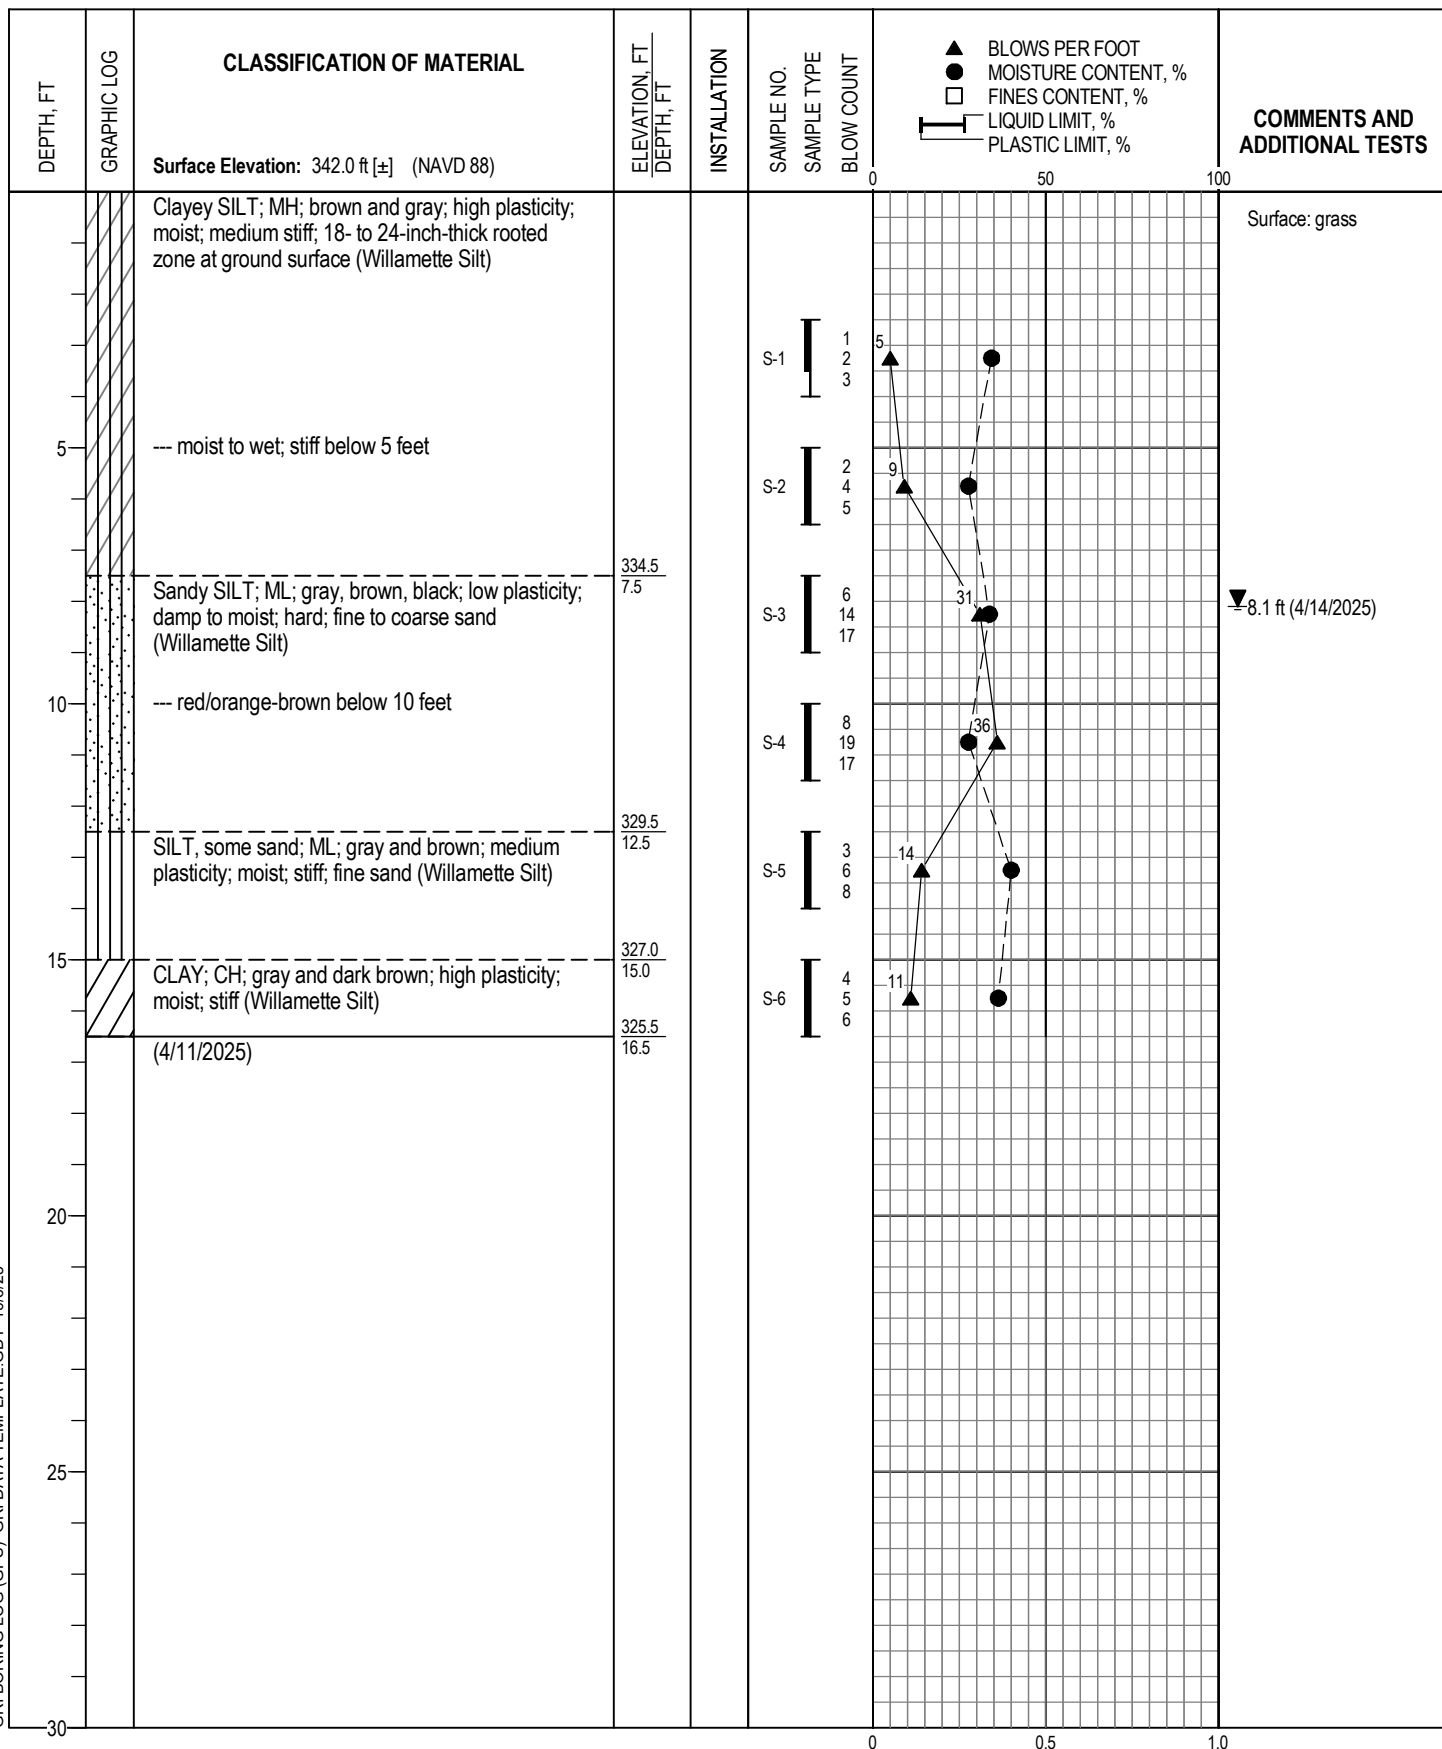 DEPTH, FT
GRAPHIC LOG
CLASSIFICATION OF MATERIAL
Surface Elevation: 342.0 ft [±] (NAVD 88)
ELEVATION, FT
DEPTH, FT
INSTALLATION
SAMPLE NO.
SAMPLE TYPE
BLOW COUNT
BLOWS PER FOOT
MOISTURE CONTENT, %
FINES CONTENT, %
LIQUID LIMIT, %
PLASTIC LIMIT, %
COMMENTS AND
ADDITIONAL TESTS
0 50 100
Clayey SILT; MH; brown and gray; high plasticity;
moist; medium stiff; 18- to 24-inch-thick rooted
zone at ground surface (Willamette Silt)
Surface: grass
S-1
1
2
3
5
5
--- moist to wet; stiff below 5 feet
S-2
2
4
5
9
334.5
7.5
Sandy SILT; ML; gray, brown, black; low plasticity;
damp to moist; hard; fine to coarse sand
(Willamette Silt)
S-3
6
14
17
31
8.1 ft (4/14/2025)
10
--- red/orange-brown below 10 feet
S-4
8
19
17
36
329.5
12.5
SILT, some sand; ML; gray and brown; medium
plasticity; moist; stiff; fine sand (Willamette Silt)
S-5
3
6
8
14
15
327.0
15.0
CLAY; CH; gray and dark brown; high plasticity;
moist; stiff (Willamette Silt)
S-6
4
5
6
11
325.5
16.5
(4/11/2025)
20
25
30
0 0.5 1.0